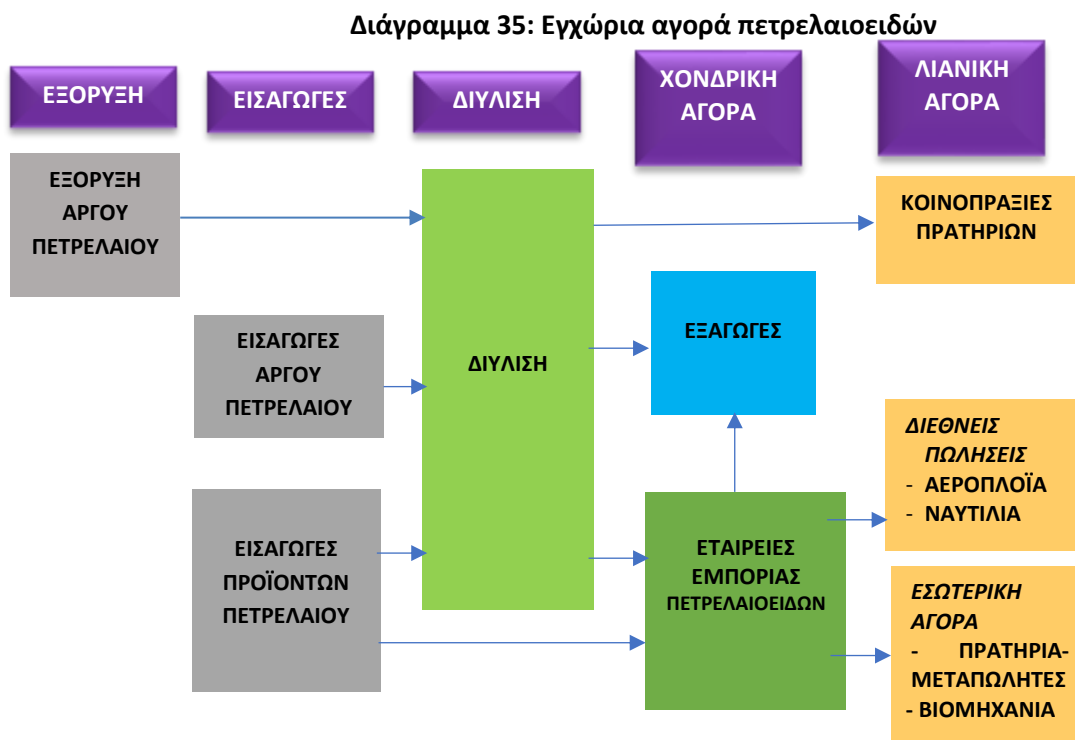 Διάγραμμα 35: Εγχώρια αγορά πετρελαιοειδών
ΕΞΟΡΥΞΗ
ΕΙΣΑΓΩΓΕΣ
ΔΙΥΛΙΣΗ
ΧΟΝΔΡΙΚΗ
ΑΓΟΡΑ
ΛΙΑΝΙΚΗ
ΑΓΟΡΑ
ΕΞΟΡΥΞΗ
ΑΡΓΟΥ
ΠΕΤΡΕΛΑΙΟΥ
ΕΙΣΑΓΩΓΕΣ
ΑΡΓΟΥ
ΠΕΤΡΕΛΑΙΟΥ
ΕΙΣΑΓΩΓΕΣ
ΠΡΟΪΟΝΤΩΝ
ΠΕΤΡΕΛΑΙΟΥ
ΔΙΥΛΙΣΗ
ΕΞΑΓΩΓΕΣ
ΕΤΑΙΡΕΙΕΣ
ΕΜΠΟΡΙΑΣ
ΠΕΤΡΕΛΑΙΟΕΙΔΩΝ
ΚΟΙΝΟΠΡΑΞΙΕΣ
ΠΡΑΤΗΡΙΩΝ
ΔΙΕΘΝΕΙΣ
ΠΩΛΗΣΕΙΣ
- ΑΕΡΟΠΛΟΪΑ
- ΝΑΥΤΙΛΙΑ
ΕΣΩΤΕΡΙΚΗ
ΑΓΟΡΑ
- ΠΡΑΤΗΡΙΑ-
ΜΕΤΑΠΩΛΗΤΕΣ
- ΒΙΟΜΗΧΑΝΙΑ